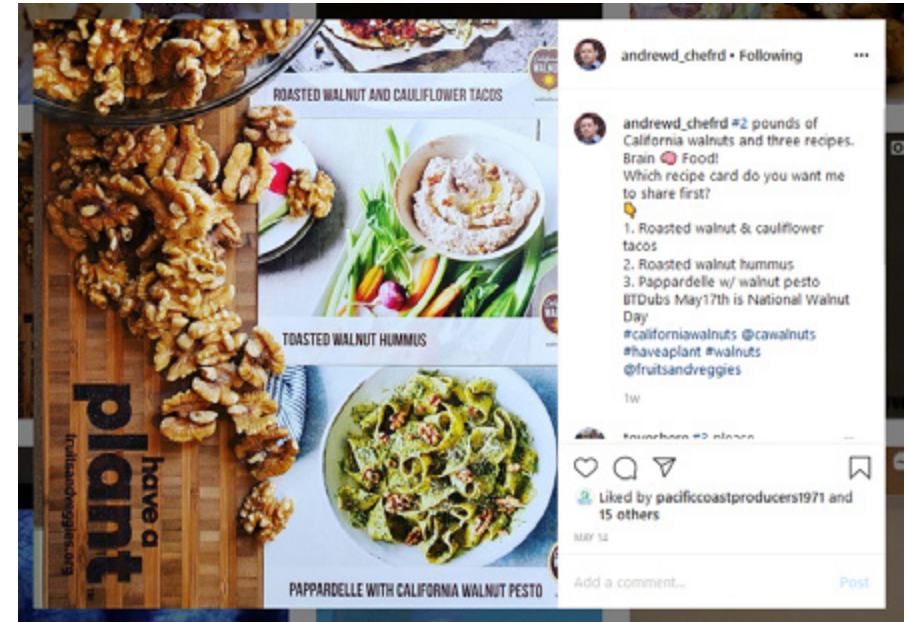 ROASTED WALNUT AND CAULIFLOWER TACOS
TOASTED WALNUT HUMMUS
PAPPARDELLE WITH CALIFORNIA WALNUT PESTO
have a
plant
fruitsandveggies.org
andrewd_chefrd • Following
andrewd_chefrd #2 pounds of
California walnuts and three recipes.
Brain 🧠 Food!
Which recipe card do you want me
to share first?
👇
1. Roasted walnut & cauliflower
tacos
2. Roasted walnut hummus
3. Pappardelle w/ walnut pesto
BTDubs May17th is National Walnut
Day
#californiawalnuts @cawalnuts
#haveaplant #walnuts
@fruitsandveggies
1w
#2 please
Liked by pacificcoastproducers1971 and
15 others
MAY 14
Add a comment...
Post